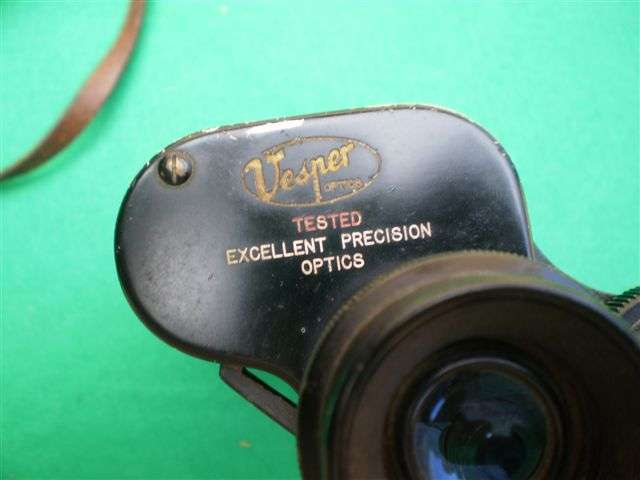 Vesper
OPTICS
TESTED
EXCELLENT PRECISION
OPTICS